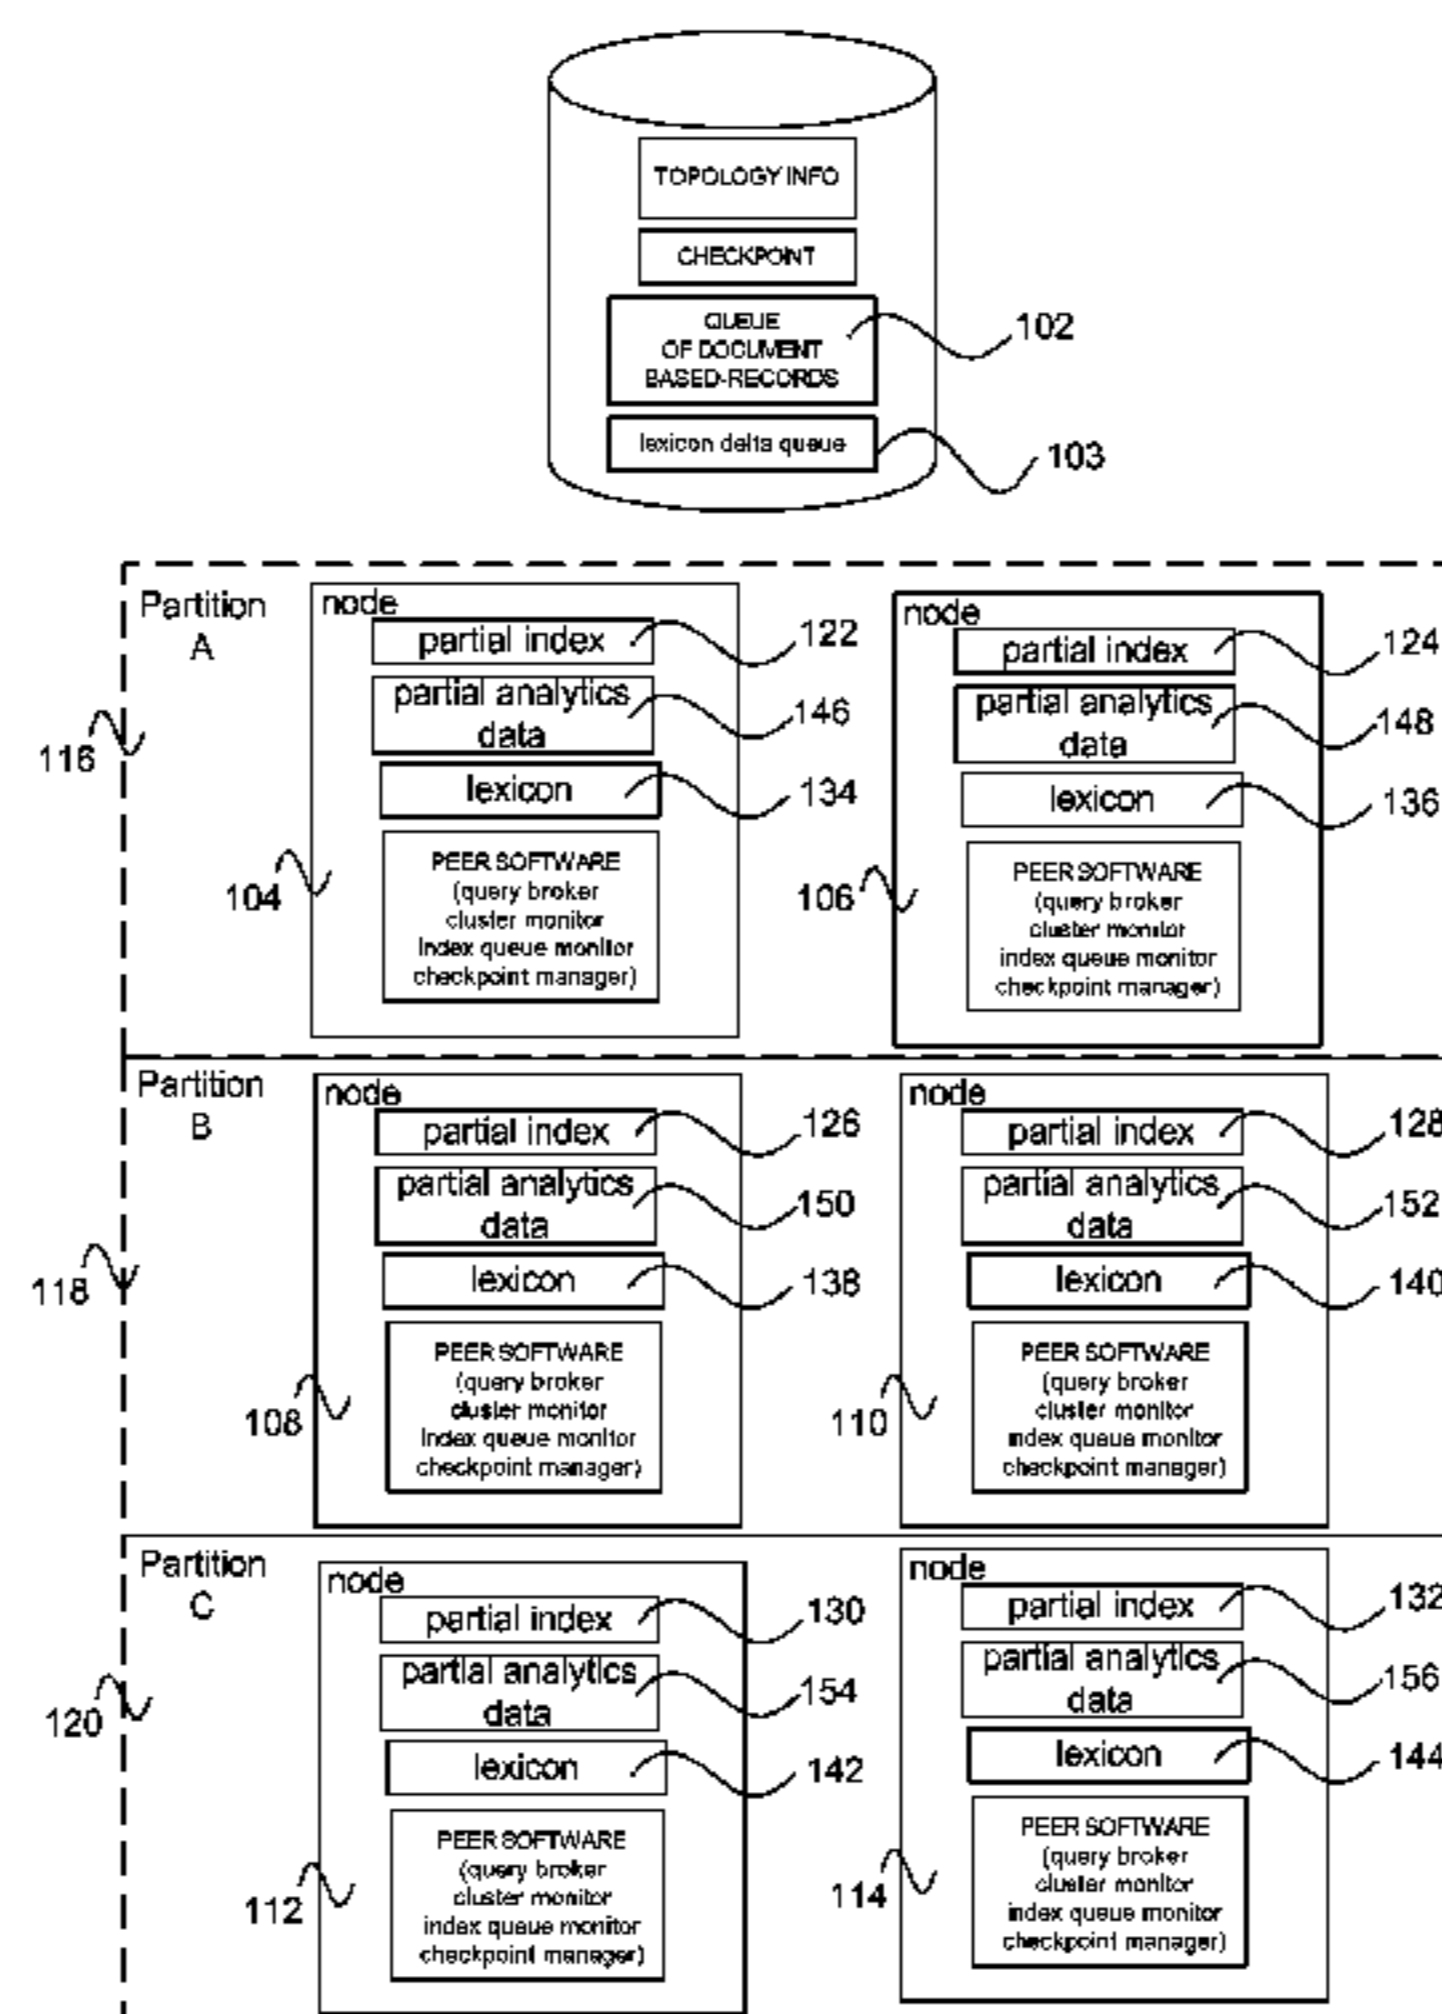 TOPOLOGY INFO
CHECKPOINT
QUEUE
OF DOCUMENT
BASED-RECORDS
102
lexicon delta queue
103
Partition
A
116
node
partial index
122
partial analytics
data
146
lexicon
134
PEER SOFTWARE
(query broker
cluster monitor
index queue monitor
checkpoint manager)
104
node
partial index
124
partial analytics
data
148
lexicon
136
PEER SOFTWARE
(query broker
cluster monitor
index queue monitor
checkpoint manager)
106
Partition
B
118
node
partial index
126
partial analytics
data
150
lexicon
138
PEER SOFTWARE
(query broker
cluster monitor
index queue monitor
checkpoint manager)
108
node
partial index
128
partial analytics
data
152
lexicon
140
PEER SOFTWARE
(query broker
cluster monitor
index queue monitor
checkpoint manager)
110
Partition
C
120
node
partial index
130
partial analytics
data
154
lexicon
142
PEER SOFTWARE
(query broker
cluster monitor
index queue monitor
checkpoint manager)
112
node
partial index
132
partial analytics
data
156
lexicon
144
PEER SOFTWARE
(query broker
cluster monitor
index queue monitor
checkpoint manager)
114